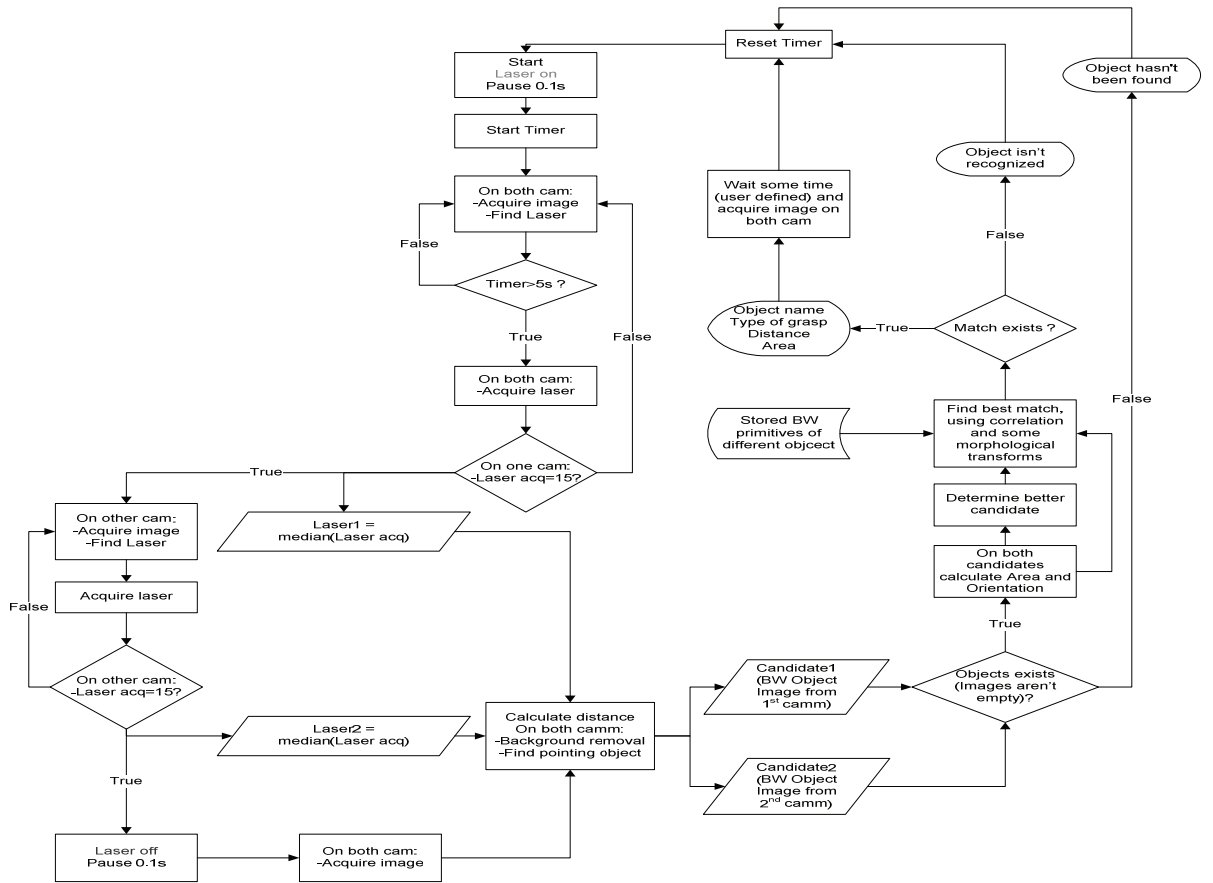 Reset Timer
Start
Laser on
Pause 0.1s
Object hasn't
been found
Start Timer
Object isn't
recognized
On both cam:
-Acquire image
-Find Laser
Wait some time
(user defined) and
acquire image on
both cam
False
False
Timer>5s ?
Object name
Type of grasp
Distance
Area
True
Match exists ?
True
False
On both cam:
-Acquire laser
False
Stored BW
primitives of
different objcect
Find best match,
using correlation
and some
morphological
transforms
On one cam:
-Laser acq=15?
True
Determine better
candidate
On other cam:
-Acquire image
-Find Laser
Laser1 =
median(Laser acq)
On both
candidates
calculate Area and
Orientation
False
Acquire laser
True
On other cam:
-Laser acq=15?
Candidate1
(BW Object
Image from
1st camm)
Objects exists
(Images aren't
empty)?
Laser2 =
median(Laser acq)
Calculate distance
On both camm:
-Background removal
-Find pointing object
True
Candidate2
(BW Object
Image from
2nd camm)
Laser off
Pause 0.1s
On both cam:
-Acquire image